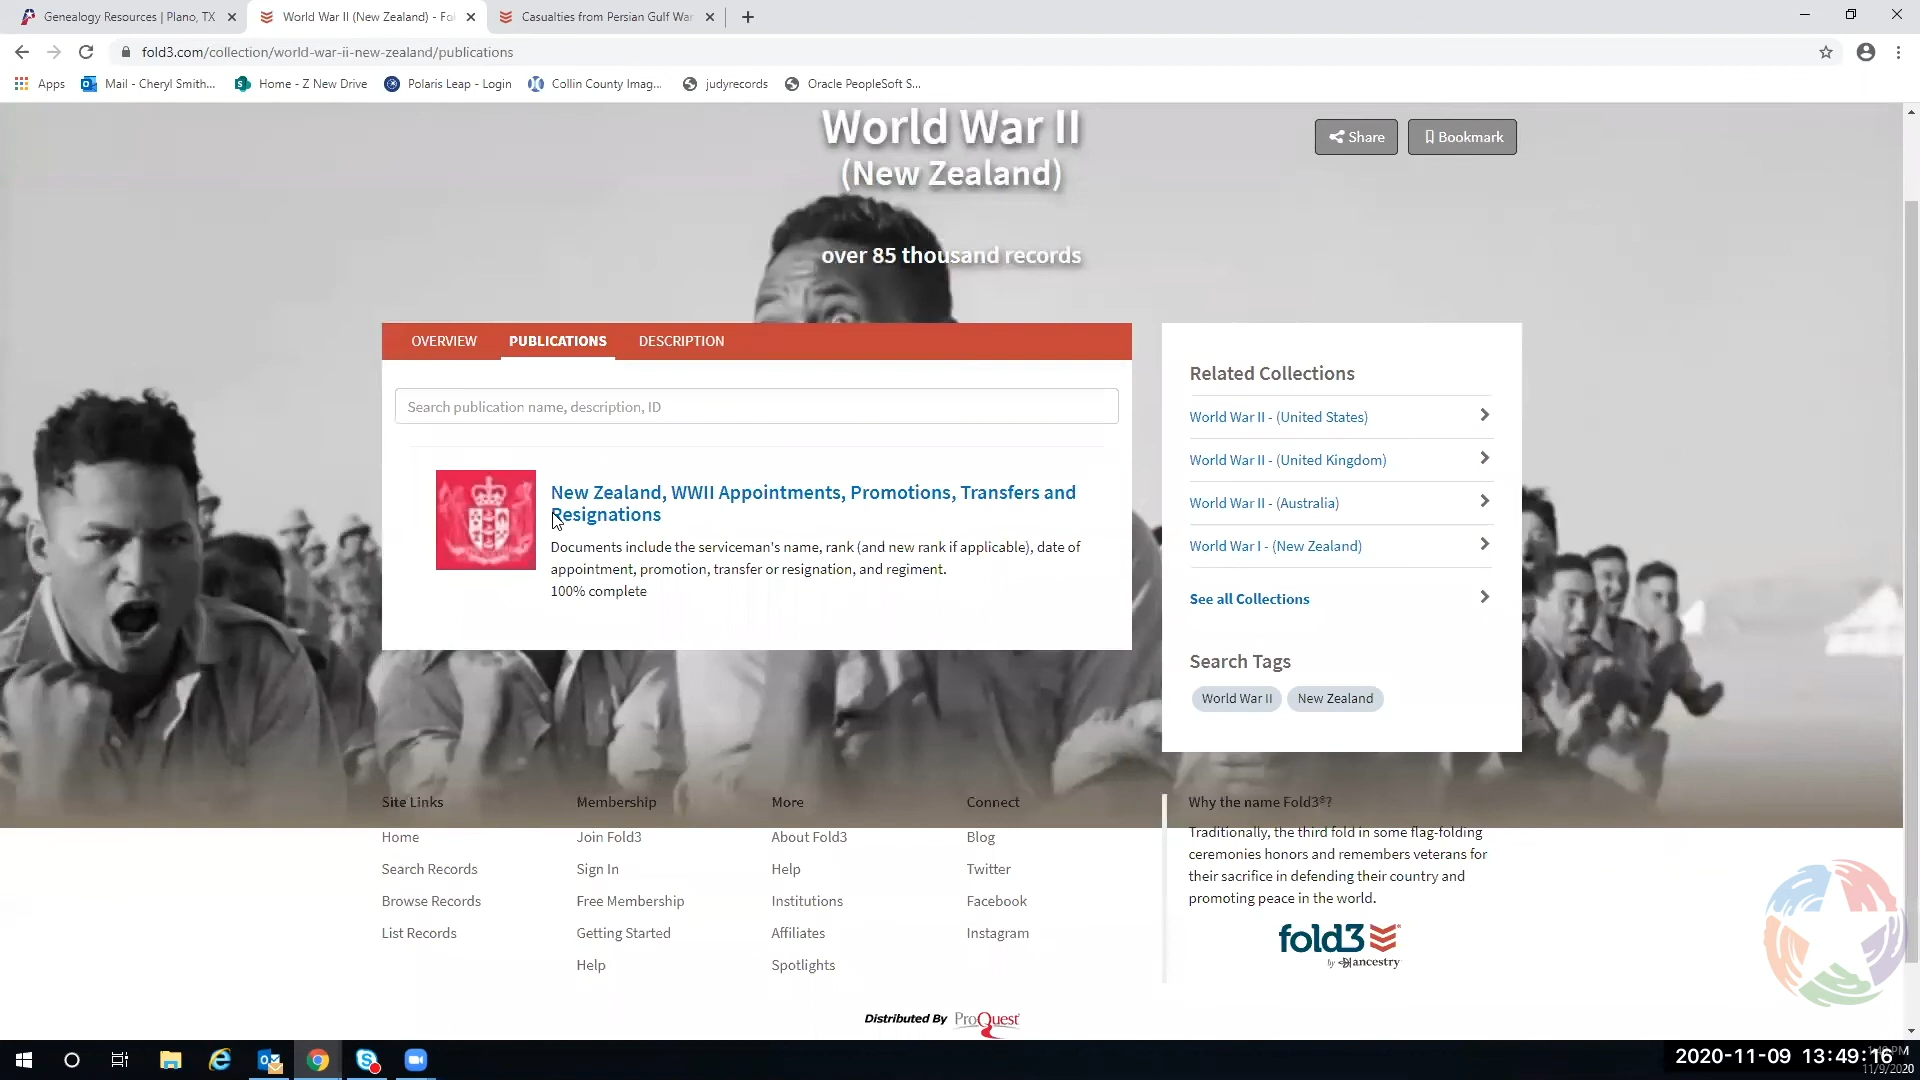 Genealogy Resources | Plano, TX
World War II (New Zealand) - Fo
Casualties from Persian Gulf War
fold3.com/collection/world-war-ii-new-zealand/publications
Apps
Mail - Cheryl Smith...
Home - Z New Drive
Polaris Leap - Login
Collin County Imag...
judyrecords
Oracle PeopleSoft S...
World War II
(New Zealand)
Share
Bookmark
over 85 thousand records
OVERVIEW
PUBLICATIONS
DESCRIPTION
Search publication name, description, ID
New Zealand, WWII Appointments, Promotions, Transfers and
Resignations
Documents include the serviceman's name, rank (and new rank if applicable), date of
appointment, promotion, transfer or resignation, and regiment.
100% complete
Related Collections
World War II - (United States)
World War II - (United Kingdom)
World War II - (Australia)
World War I - (New Zealand)
See all Collections
Search Tags
World War II
New Zealand
Site Links
Home
Search Records
Browse Records
List Records
Membership
Join Fold3
Sign In
Free Membership
Getting Started
Help
More
About Fold3
Help
Institutions
Affiliates
Spotlights
Connect
Blog
Twitter
Facebook
Instagram
Why the name Fold3®?
Traditionally, the third fold in some flag-folding
ceremonies honors and remembers veterans for
their sacrifice in defending their country and
promoting peace in the world.
fold3
by ancestry
Distributed By ProQuest
2020-11-09 13:49:16
11/9/2020